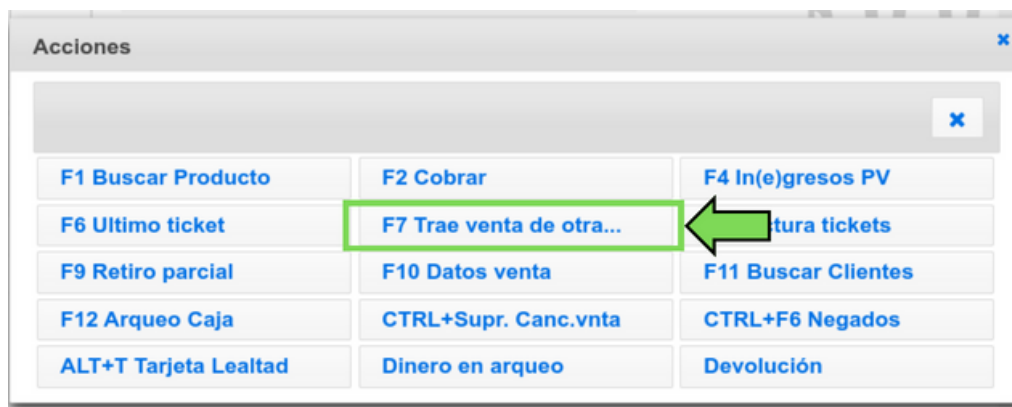 Acciones
F1 Buscar Producto
F2 Cobrar
F4 In(e)gresos PV
F6 Ultimo ticket
F7 Trae venta de otra...
tickets
F9 Retiro parcial
F10 Datos venta
F11 Buscar Clientes
F12 Arqueo Caja
CTRL+Supr. Canc.vnta
CTRL+F6 Negados
ALT+T Tarjeta Lealtad
Dinero en arqueo
Devolución